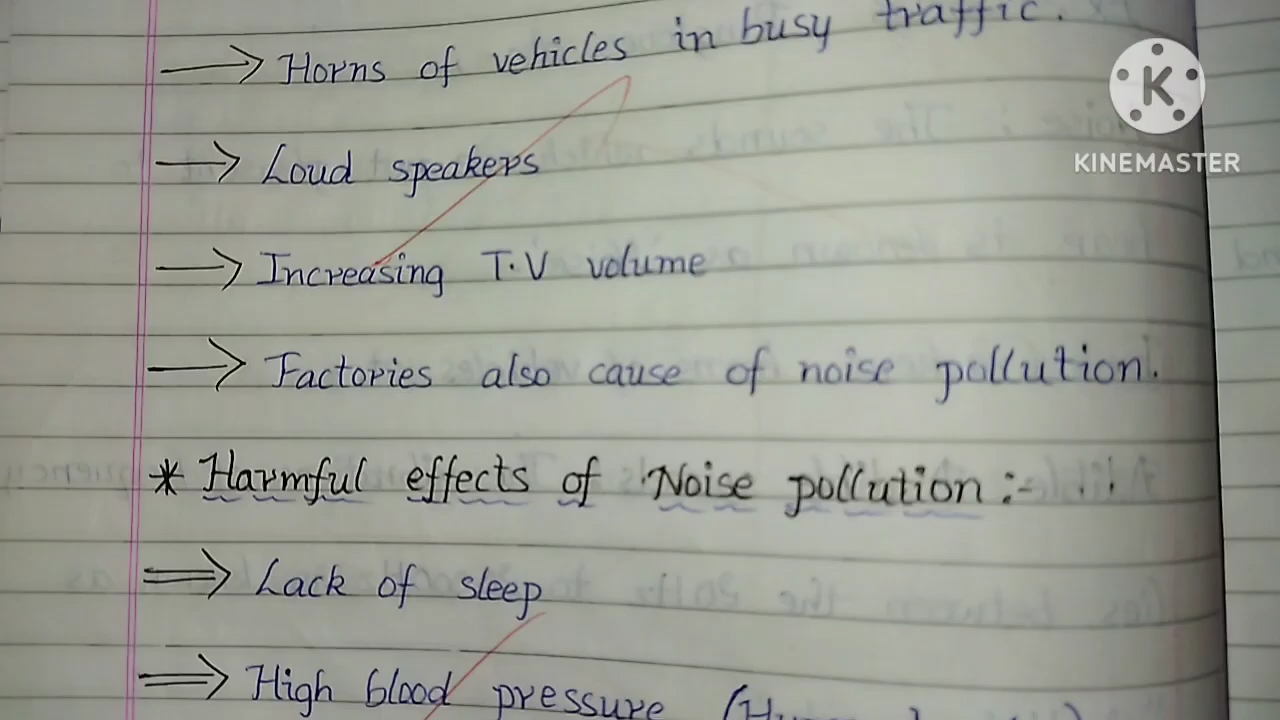 → Horns of vehicles in busy traffic.
→ Loud speakers
→ Increasing T.V volume
→ Factories also cause of noise pollution.
* Harmful effects of Noise pollution :-
⇒ Lack of sleep
⇒ High blood pressure
K
KINEMASTER